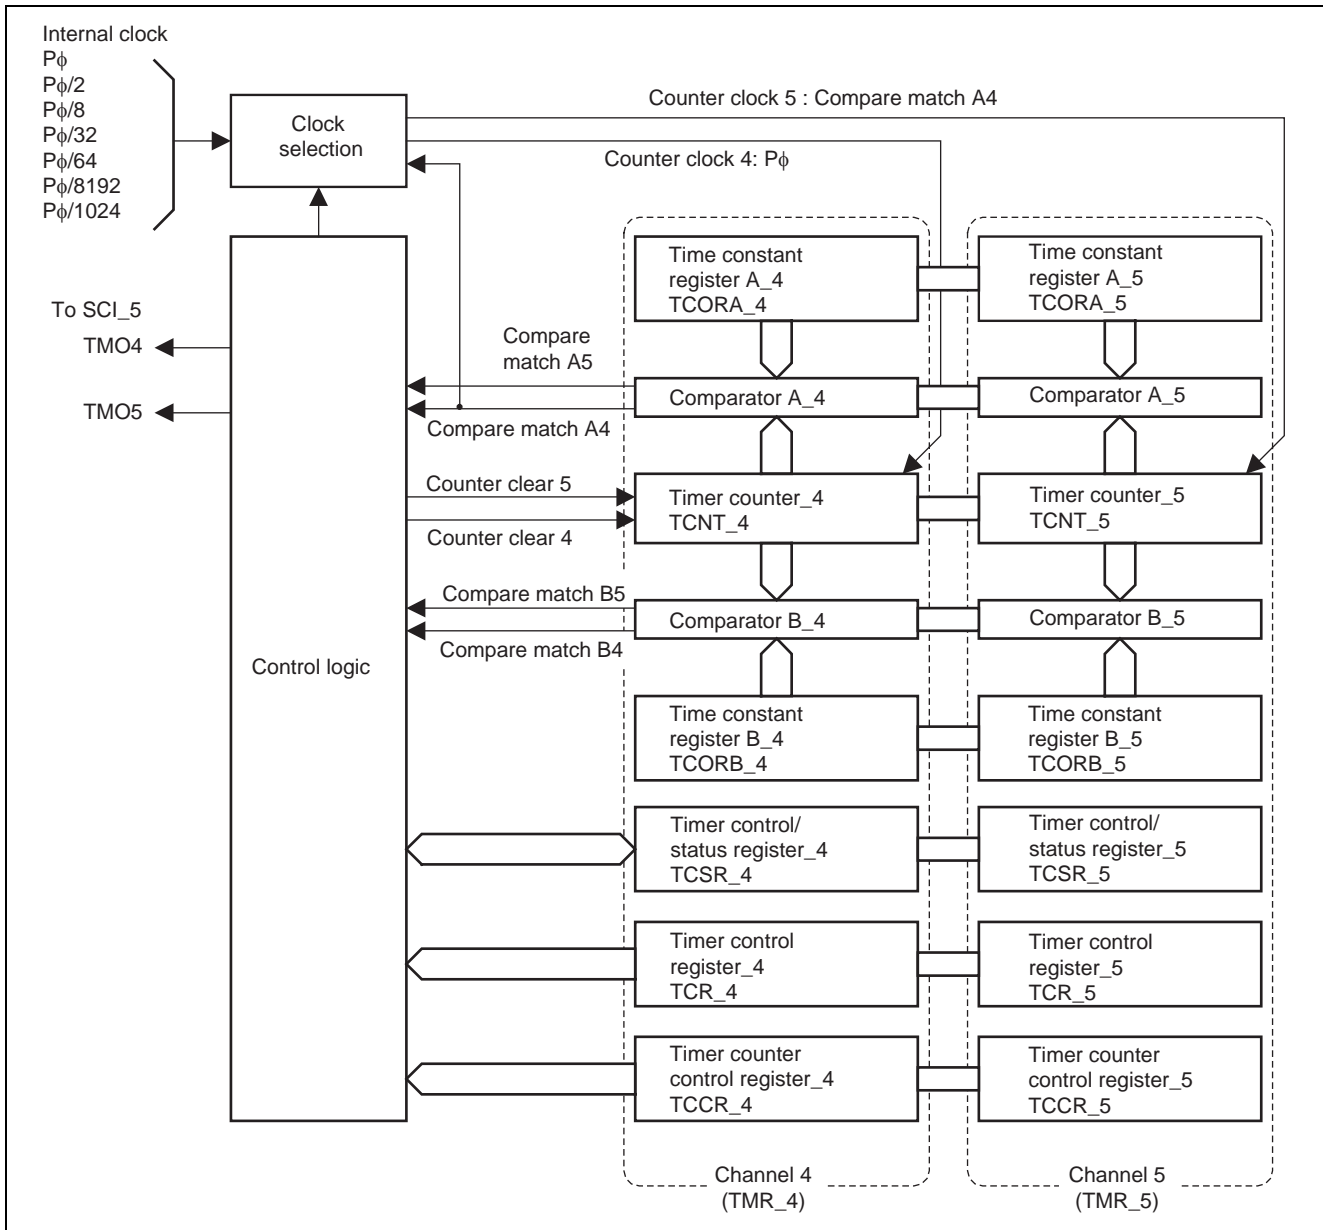 Internal clock
Pϕ
Pϕ/2
Pϕ/8
Pϕ/32
Pϕ/64
Pϕ/8192
Pϕ/1024
Clock
selection
Counter clock 5 : Compare match A4
Counter clock 4: Pϕ
To SCI_5
TMO4
TMO5
Control logic
Compare
match A5
Compare match A4
Counter clear 5
Counter clear 4
Compare match B5
Compare match B4
Time constant
register A_4
TCORA_4
Comparator A_4
Timer counter_4
TCNT_4
Comparator B_4
Time constant
register B_4
TCORB_4
Timer control/
status register_4
TCSR_4
Timer control
register_4
TCR_4
Timer counter
control register_4
TCCR_4
Channel 4
(TMR_4)
Time constant
register A_5
TCORA_5
Comparator A_5
Timer counter_5
TCNT_5
Comparator B_5
Time constant
register B_5
TCORB_5
Timer control/
status register_5
TCSR_5
Timer control
register_5
TCR_5
Timer counter
control register_5
TCCR_5
Channel 5
(TMR_5)